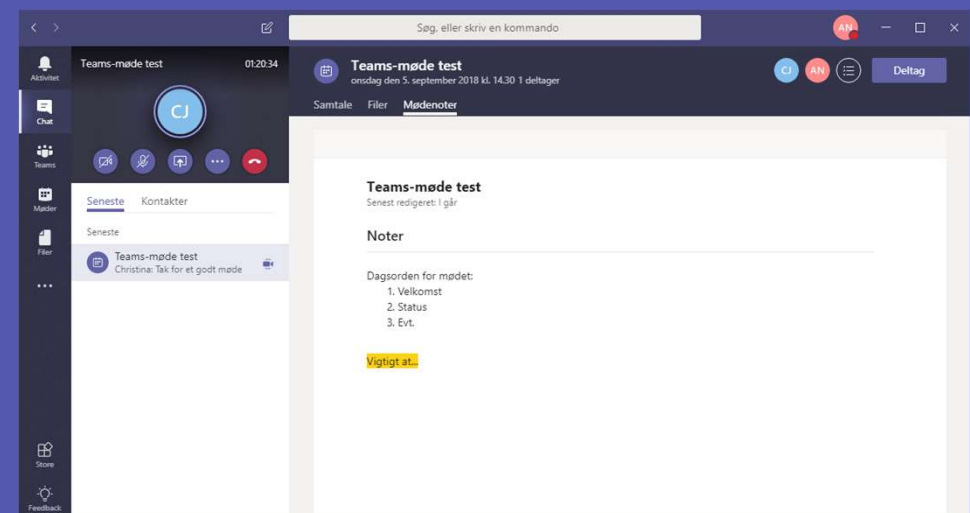 Søg, eller skriv en kommando
AN
Aktivitet
Chat
Teams
Møder
Filer
Store
Feedback
Teams-møde test 01:20:34
CJ
Seneste Kontakter
Seneste
Teams-møde test
Christina: Tak for et godt møde
Teams-møde test
onsdag den 5. september 2018 kl. 14.30 1 deltager
CJ AN Deltag
Samtale Filer Mødenoter
Teams-møde test
Senest redigeret: I går
Noter
Dagsorden for mødet:
1. Velkomst
2. Status
3. Evt.
Vigtigt at...